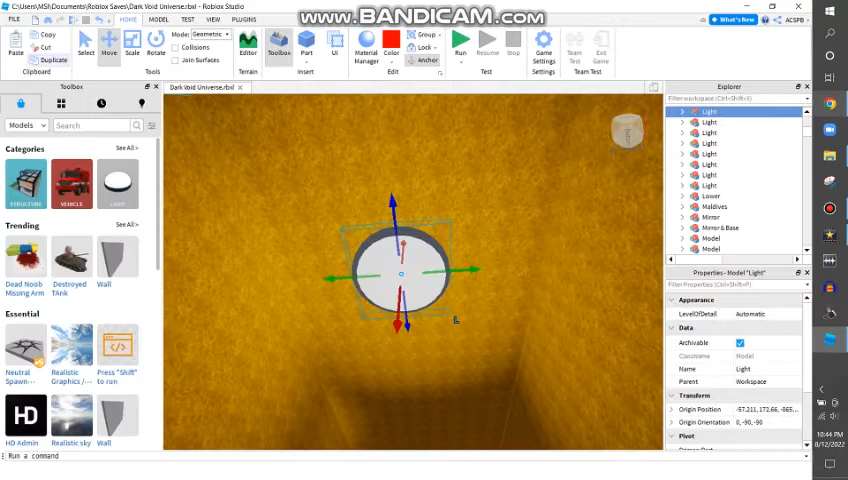 C:\Users\MSI\Documents\Roblox Saves\Dark Void Universe.rbxl - Roblox Studio
www.BANDICAM.com
HOME MODEL AVATAR TEST VIEW PLUGINS
What's New
ACSPB
Paste
Copy
Cut
Duplicate
Clipboard
Select
Move
Scale
Rotate
Mode: Geometric
Collisions
Join Surfaces
Tools
Editor
Terrain
Toolbox
Part
UI
Insert
Material Manager
Color
Group
Lock
Anchor
Edit
Run
Resume
Stop
Test
Game Settings
Settings
Team Test
Exit Game
Team Test
Toolbox
Models
Search
Categories
See All >
STRUCTURE
VEHICLE
LIGHT
Trending
See All >
Dead Noob Missing Arm
Destroyed TAnk
Wall
Essential
Neutral Spawn...
Realistic Graphics /...
Press "Shift" to run
HD
HD Admin
Realistic sky
Wall
Dark Void Universe.rbxl
L
Explorer
Filter workspace (Ctrl+Shift+X)
Light
Light
Light
Light
Light
Light
Light
Light
Lower
Maldives
Mirror
Mirror & Base
Model
Model
Properties - Model "Light"
Filter Properties (Ctrl+Shift+P)
Appearance
LevelOfDetail Automatic
Data
Archivable
ClassName Model
Name Light
Parent Workspace
Transform
Origin Position -57.211, 172.66, -865...
Origin Orientation 0, -90, -90
Pivot
Run a command
10:44 PM
8/12/2022